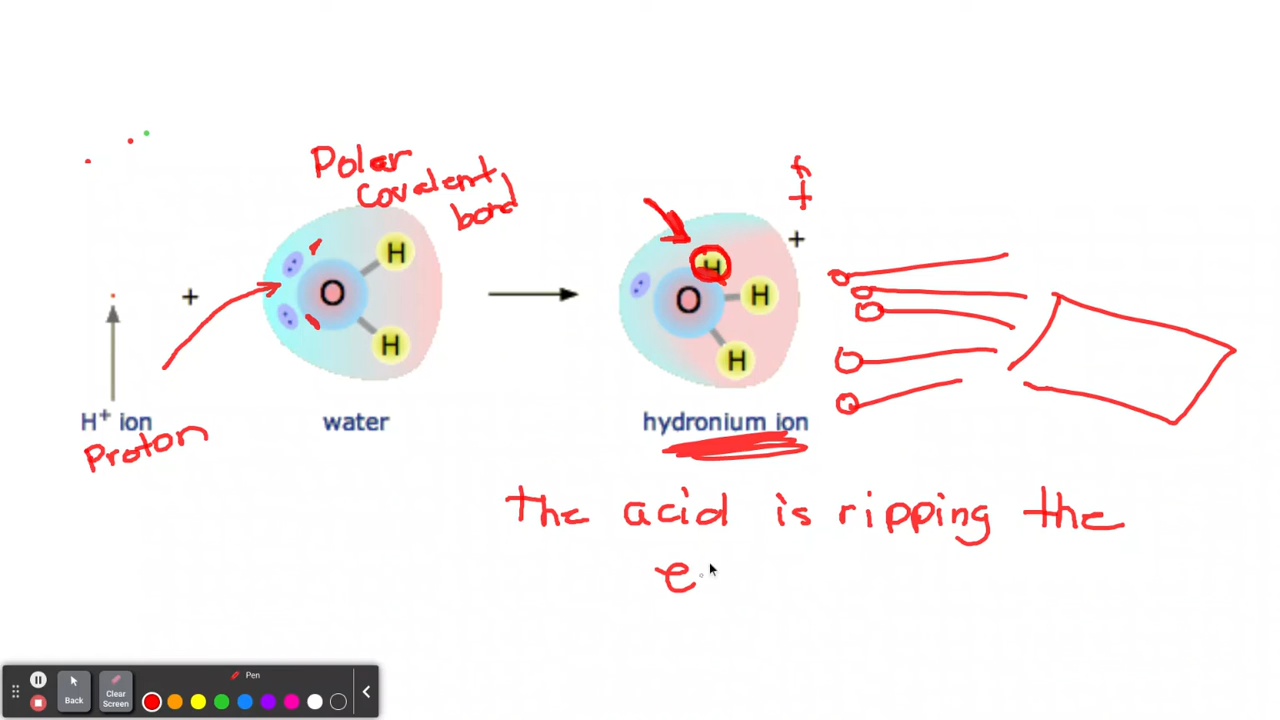 Polar
covalent
bond
+
+
+
O
H
H
O
H
H
H
H+ ion
water
hydronium ion
Proton
the acid is ripping the
e
Pen
Back
Clear
Screen